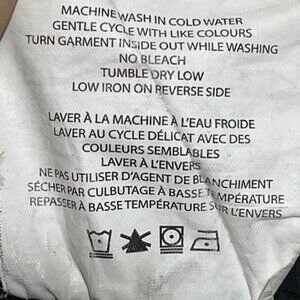 MACHINE WASH IN COLD WATER
GENTLE CYCLE WITH LIKE COLOURS
TURN GARMENT INSIDE OUT WHILE WASHING
NO BLEACH
TUMBLE DRY LOW
LOW IRON ON REVERSE SIDE
LAVER À LA MACHINE À L'EAU FROIDE
LAVER AU CYCLE DÉLICAT AVEC DES
COULEURS SEMBLABLES
LAVER À L'ENVERS
NE PAS UTILISER D'AGENT DE BLANCHIMENT
SÉCHER PAR CULBUTAGE À BASSE TEMPÉRATURE
REPASSER À BASSE TEMPÉRATURE SUR L'ENVERS